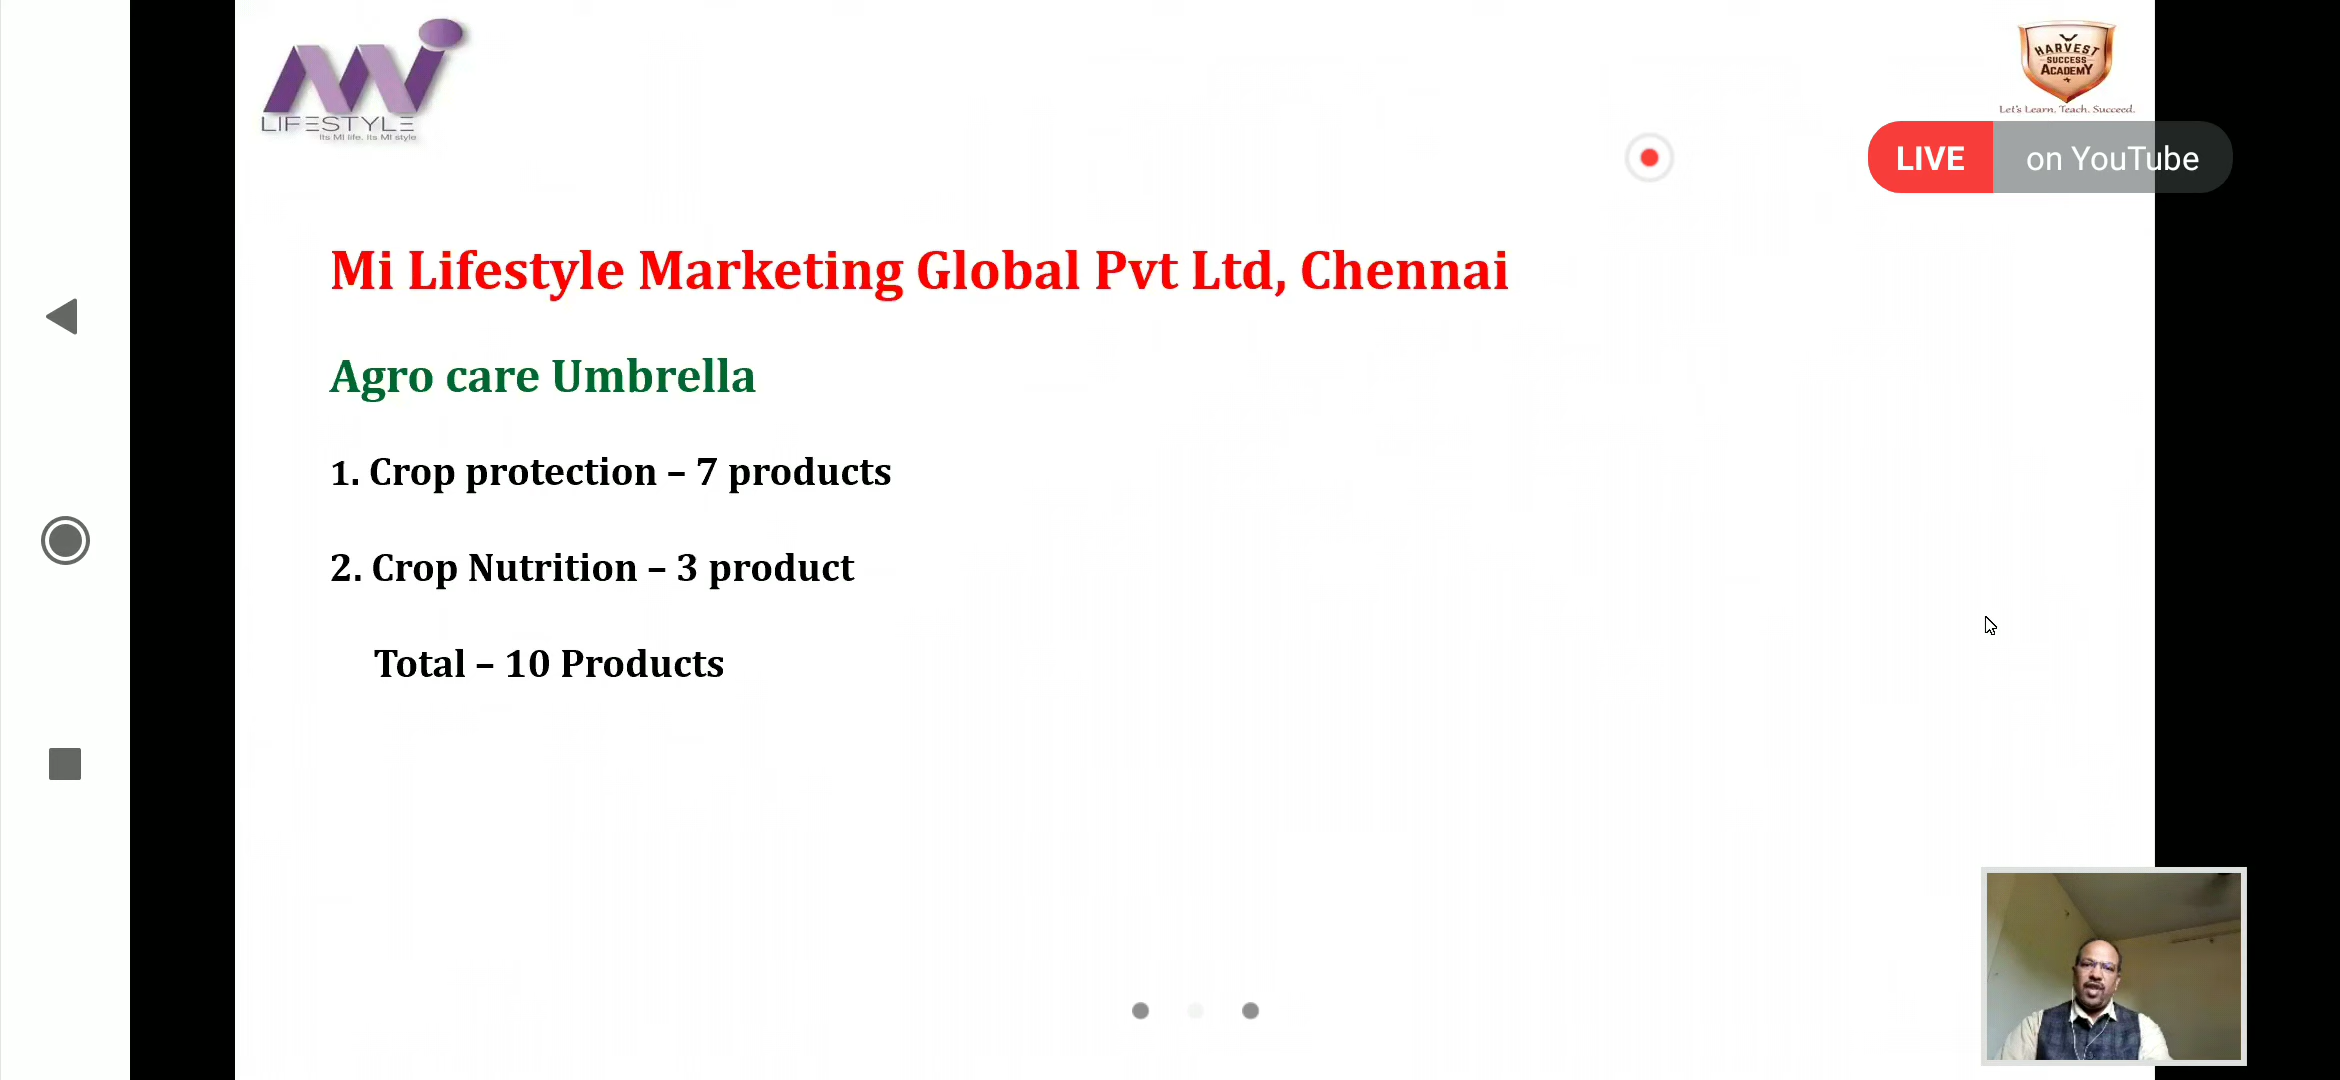 Mi
LIFESTYLE
Its MI life. Its MI style
HARVEST
SUCCESS
ACADEMY
Let's Learn. Teach. Succeed.
LIVE on YouTube
Mi Lifestyle Marketing Global Pvt Ltd, Chennai
Agro care Umbrella
1. Crop protection – 7 products
2. Crop Nutrition – 3 product
Total – 10 Products